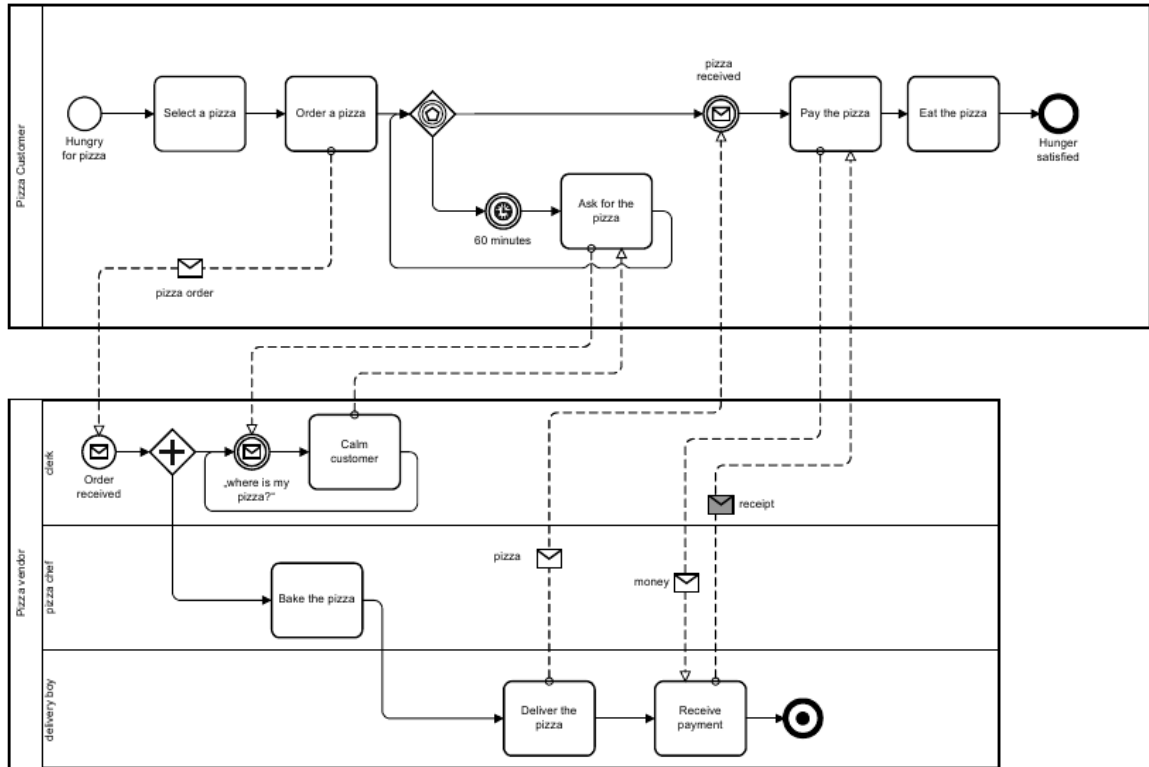 Pizza Customer
Hungry
for pizza
Select a pizza
Order a pizza
60 minutes
Ask for the
pizza
pizza
received
Pay the pizza
Eat the pizza
Hunger
satisfied
pizza order
Pizza vendor
clerk
Order
received
„where is my
pizza?“
Calm
customer
receipt
pizza chef
Bake the pizza
pizza
money
delivery boy
Deliver the
pizza
Receive
payment